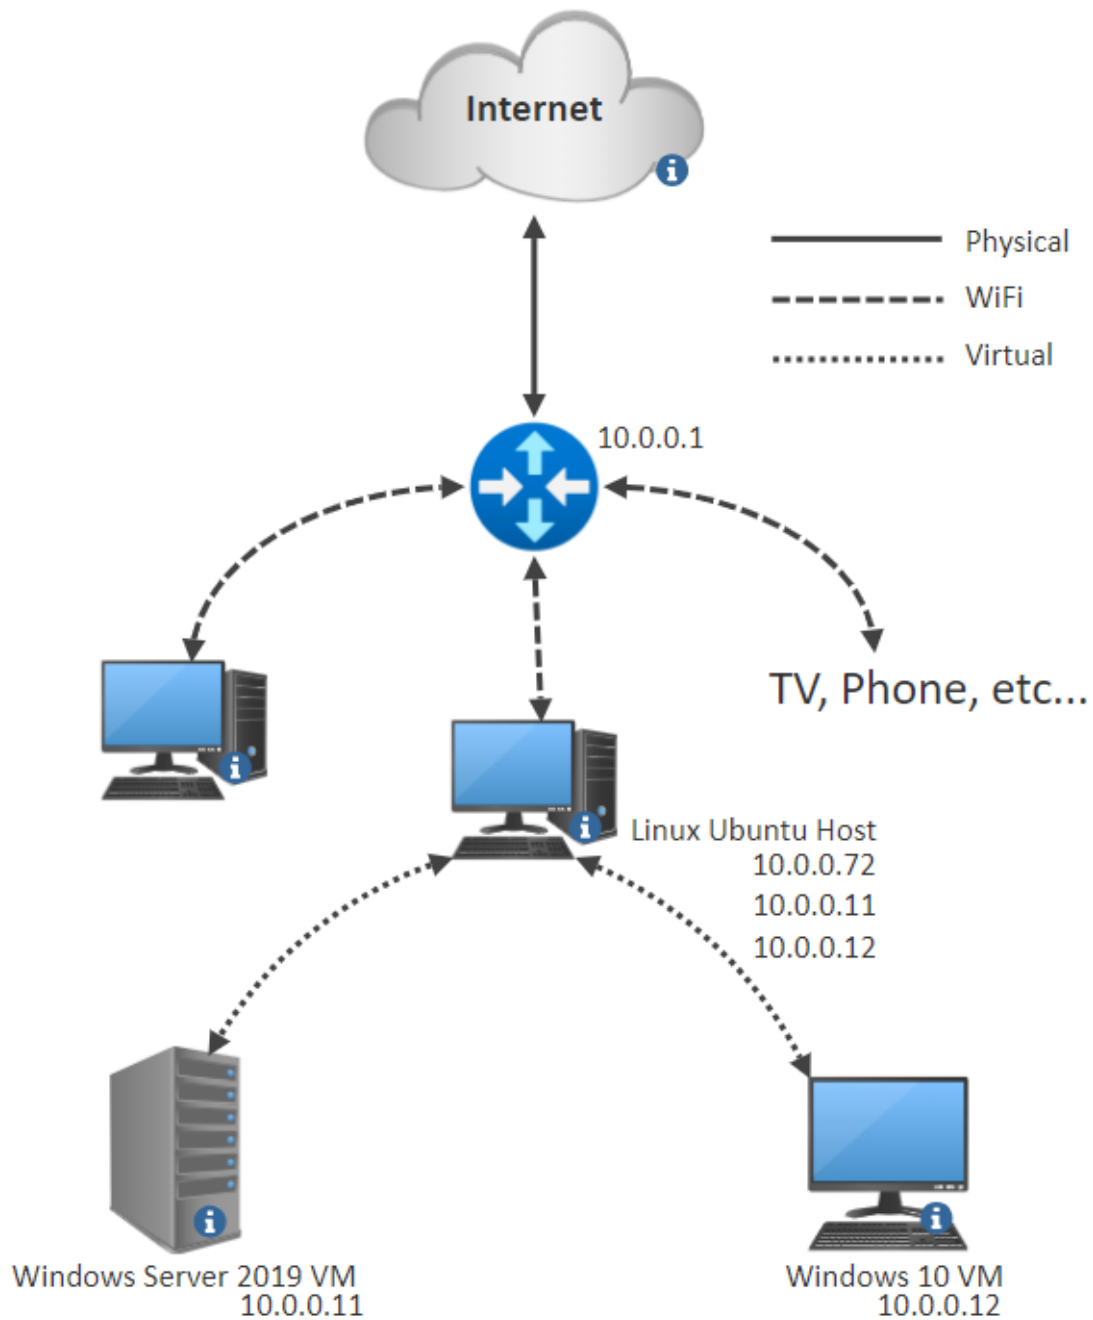 Internet
Physical
WiFi
Virtual
10.0.0.1
TV, Phone, etc...
Linux Ubuntu Host
10.0.0.72
10.0.0.11
10.0.0.12
Windows Server 2019 VM
10.0.0.11
Windows 10 VM
10.0.0.12